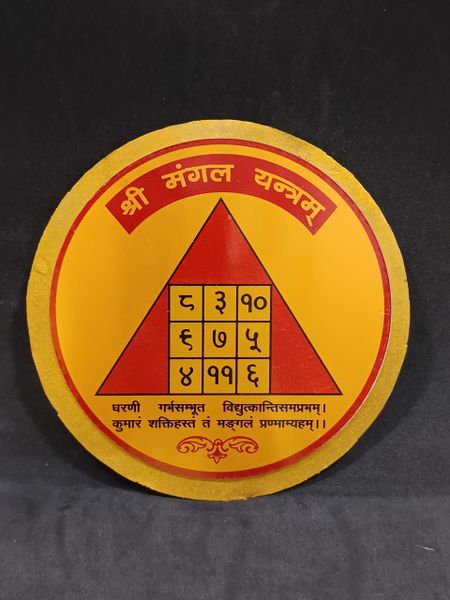 श्री मंगल यन्त्रम्
८ ३ १०
९ ७ ५
४ ११ ६
धरणी गर्भसम्भूत विद्युत्कान्तिसमप्रभम्।
कुमारं शक्तिहस्तं तं मङ्गलं प्रणमाम्यहम्।।